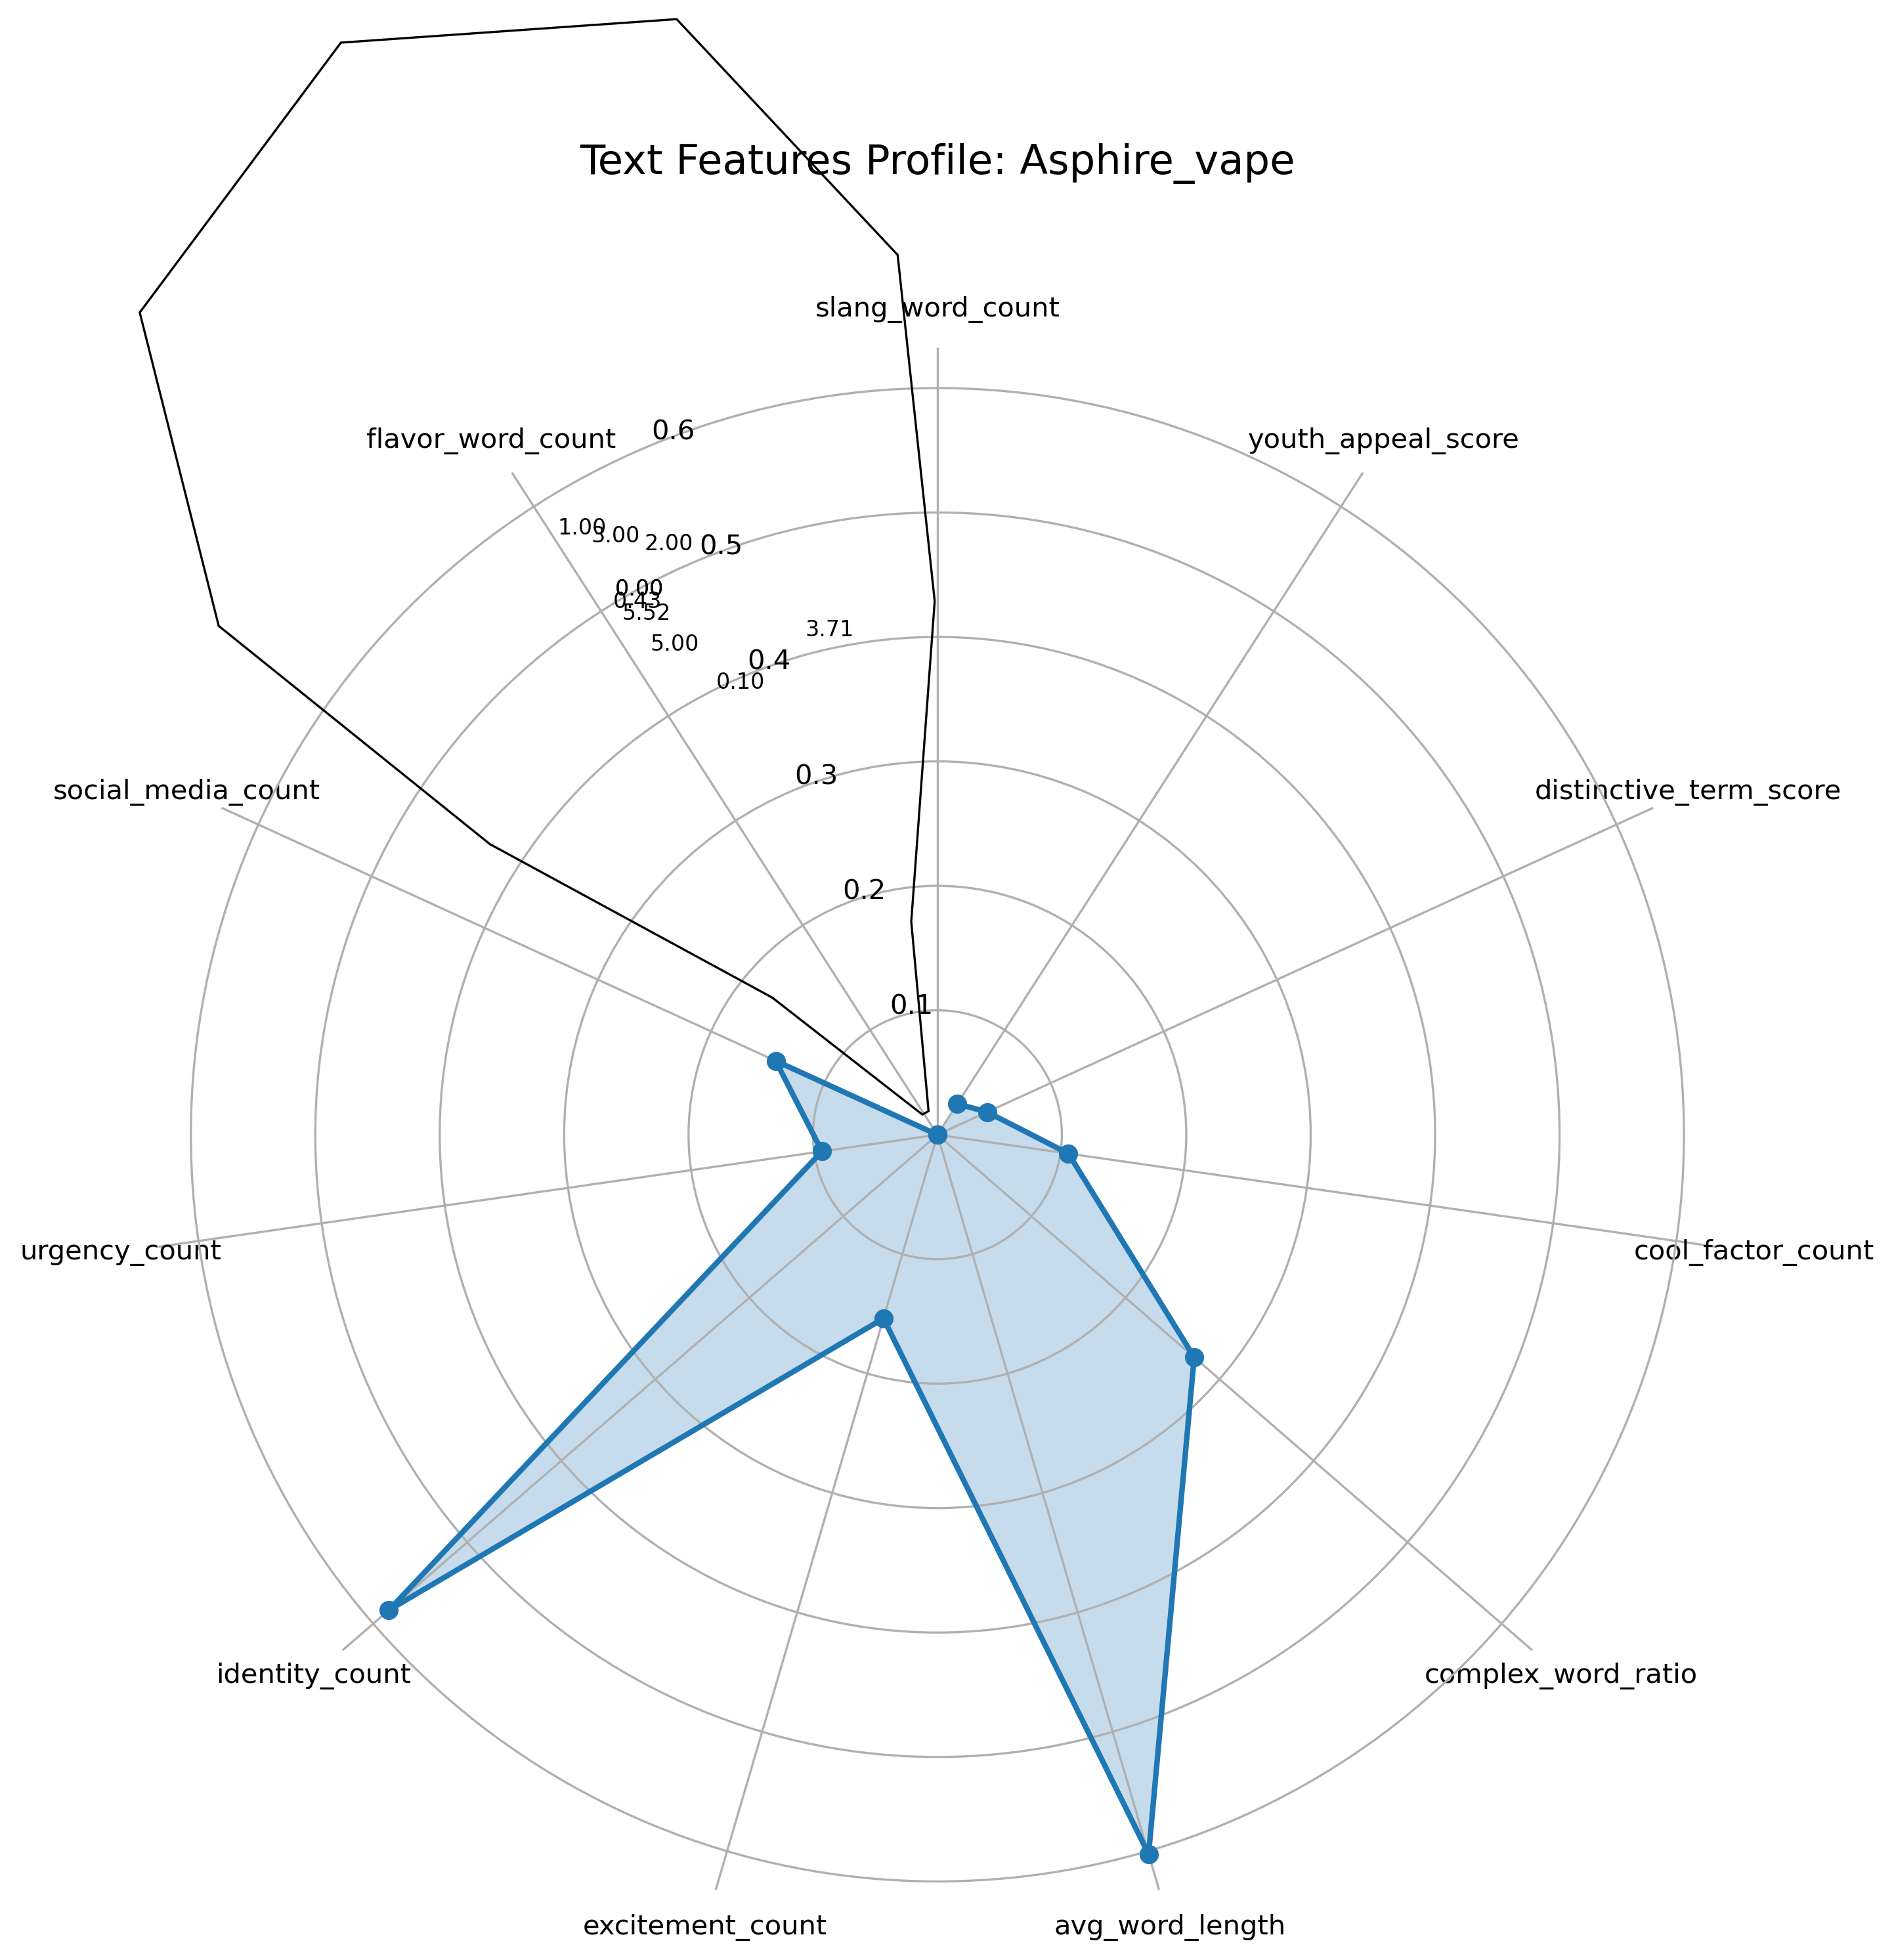 Text Features Profile: Asphire_vape
slang_word_count
flavor_word_count
0.6
youth_appeal_score
1.00
3.00
2.00
0.5
0.00
0.43
5.52
3.71
5.00
0.4
0.10
0.3
social_media_count
distinctive_term_score
0.2
0.1
urgency_count
cool_factor_count
identity_count
complex_word_ratio
excitement_count
avg_word_length